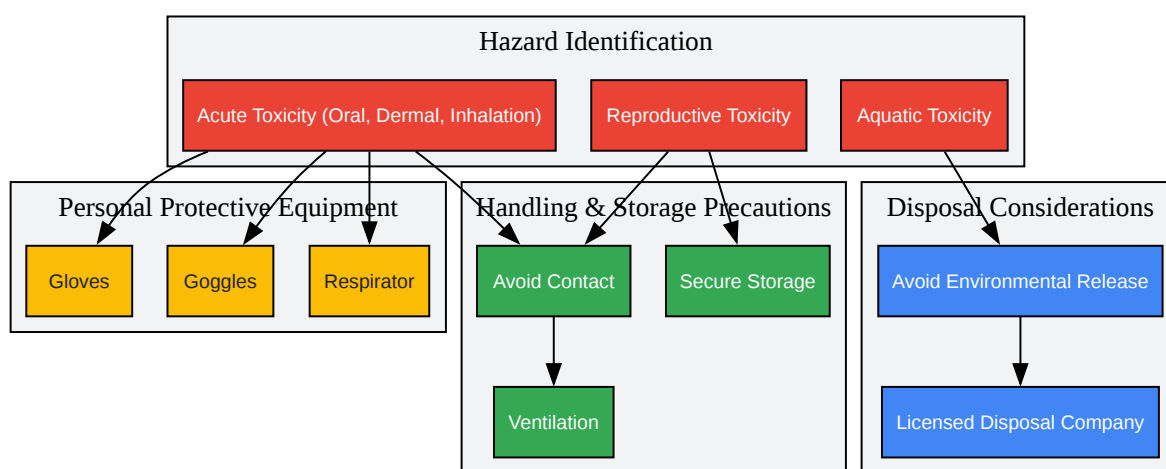 Hazard Identification
Acute Toxicity (Oral, Dermal, Inhalation)
Reproductive Toxicity
Aquatic Toxicity
Personal Protective Equipment
Handling & Storage Precautions
Disposal Considerations
Gloves
Goggles
Respirator
Avoid Contact
Secure Storage
Avoid Environmental Release
Ventilation
Licensed Disposal Company